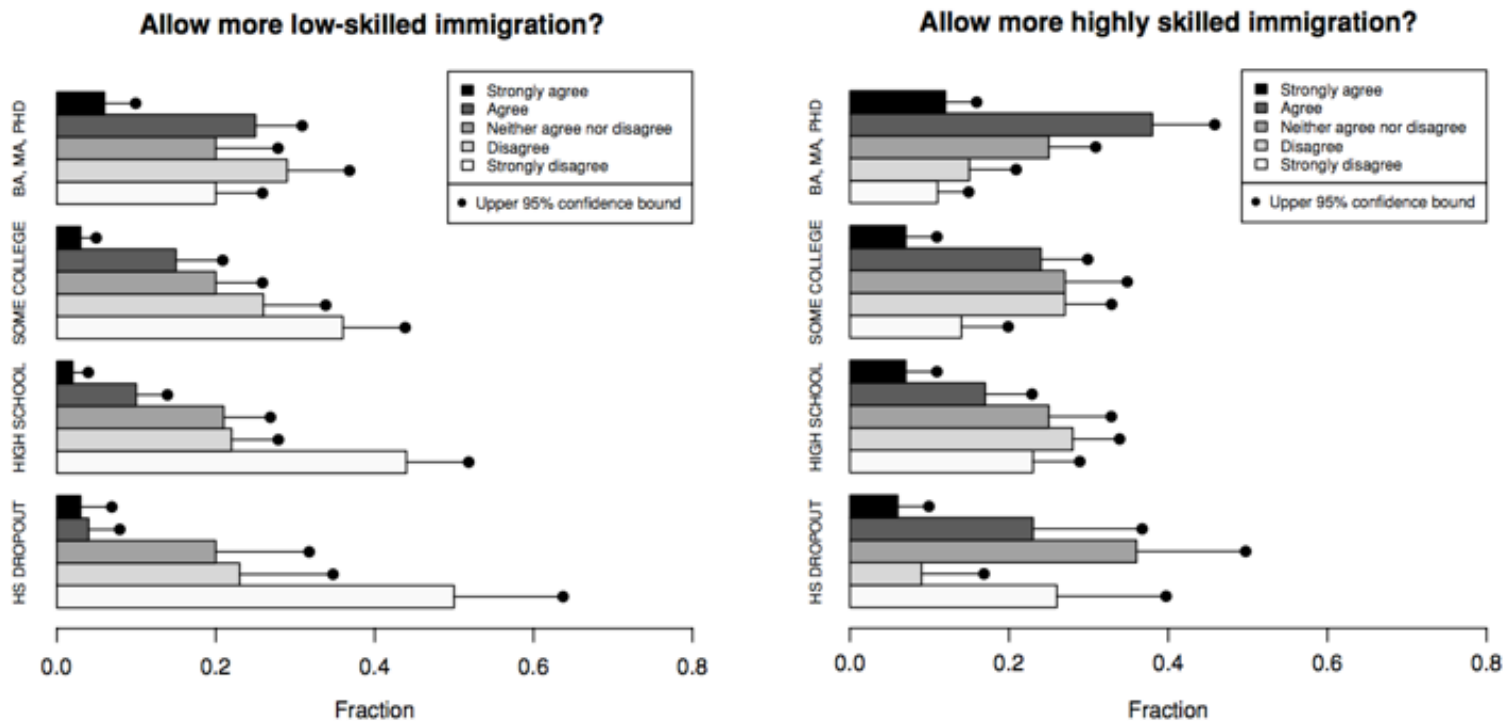 Allow more low-skilled immigration?
Strongly agree
Agree
Neither agree nor disagree
Disagree
Strongly disagree
Upper 95% confidence bound
BA, MA, PHD
SOME COLLEGE
HIGH SCHOOL
HS DROPOUT
0.0 0.2 0.4 0.6 0.8
Fraction
Allow more highly skilled immigration?
Strongly agree
Agree
Neither agree nor disagree
Disagree
Strongly disagree
Upper 95% confidence bound
BA, MA, PHD
SOME COLLEGE
HIGH SCHOOL
HS DROPOUT
0.0 0.2 0.4 0.6 0.8
Fraction